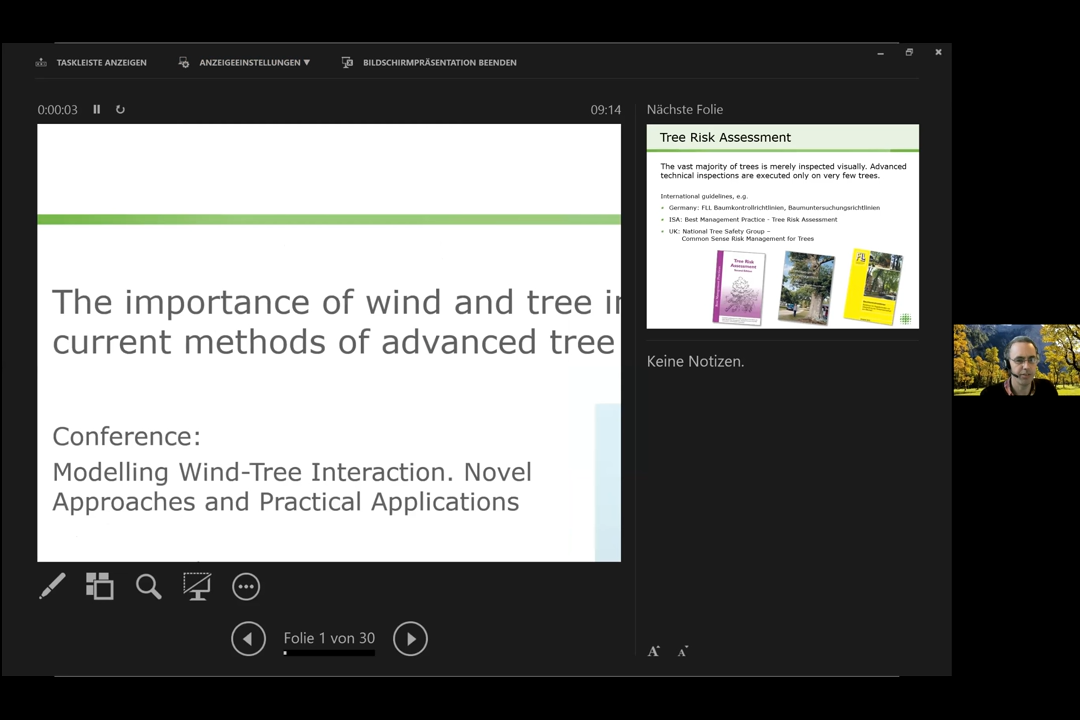 TASKLEISTE ANZEIGEN
ANZEIGEEINSTELLUNGEN ▼
BILDSCHIRMPRÄSENTATION BEENDEN
0:00:03
09:14
The importance of wind and tree in
current methods of advanced tree
Conference:
Modelling Wind-Tree Interaction. Novel
Approaches and Practical Applications
Folie 1 von 30
Nächste Folie
Tree Risk Assessment
The vast majority of trees is merely inspected visually. Advanced
technical inspections are executed only on very few trees.
International guidelines, e.g.
Germany: FLL Baumkontrollrichtlinien, Baumuntersuchungsrichtlinien
ISA: Best Management Practice - Tree Risk Assessment
UK: National Tree Safety Group –
Common Sense Risk Management for Trees
Tree Risk
Assessment
Keine Notizen.
A
A